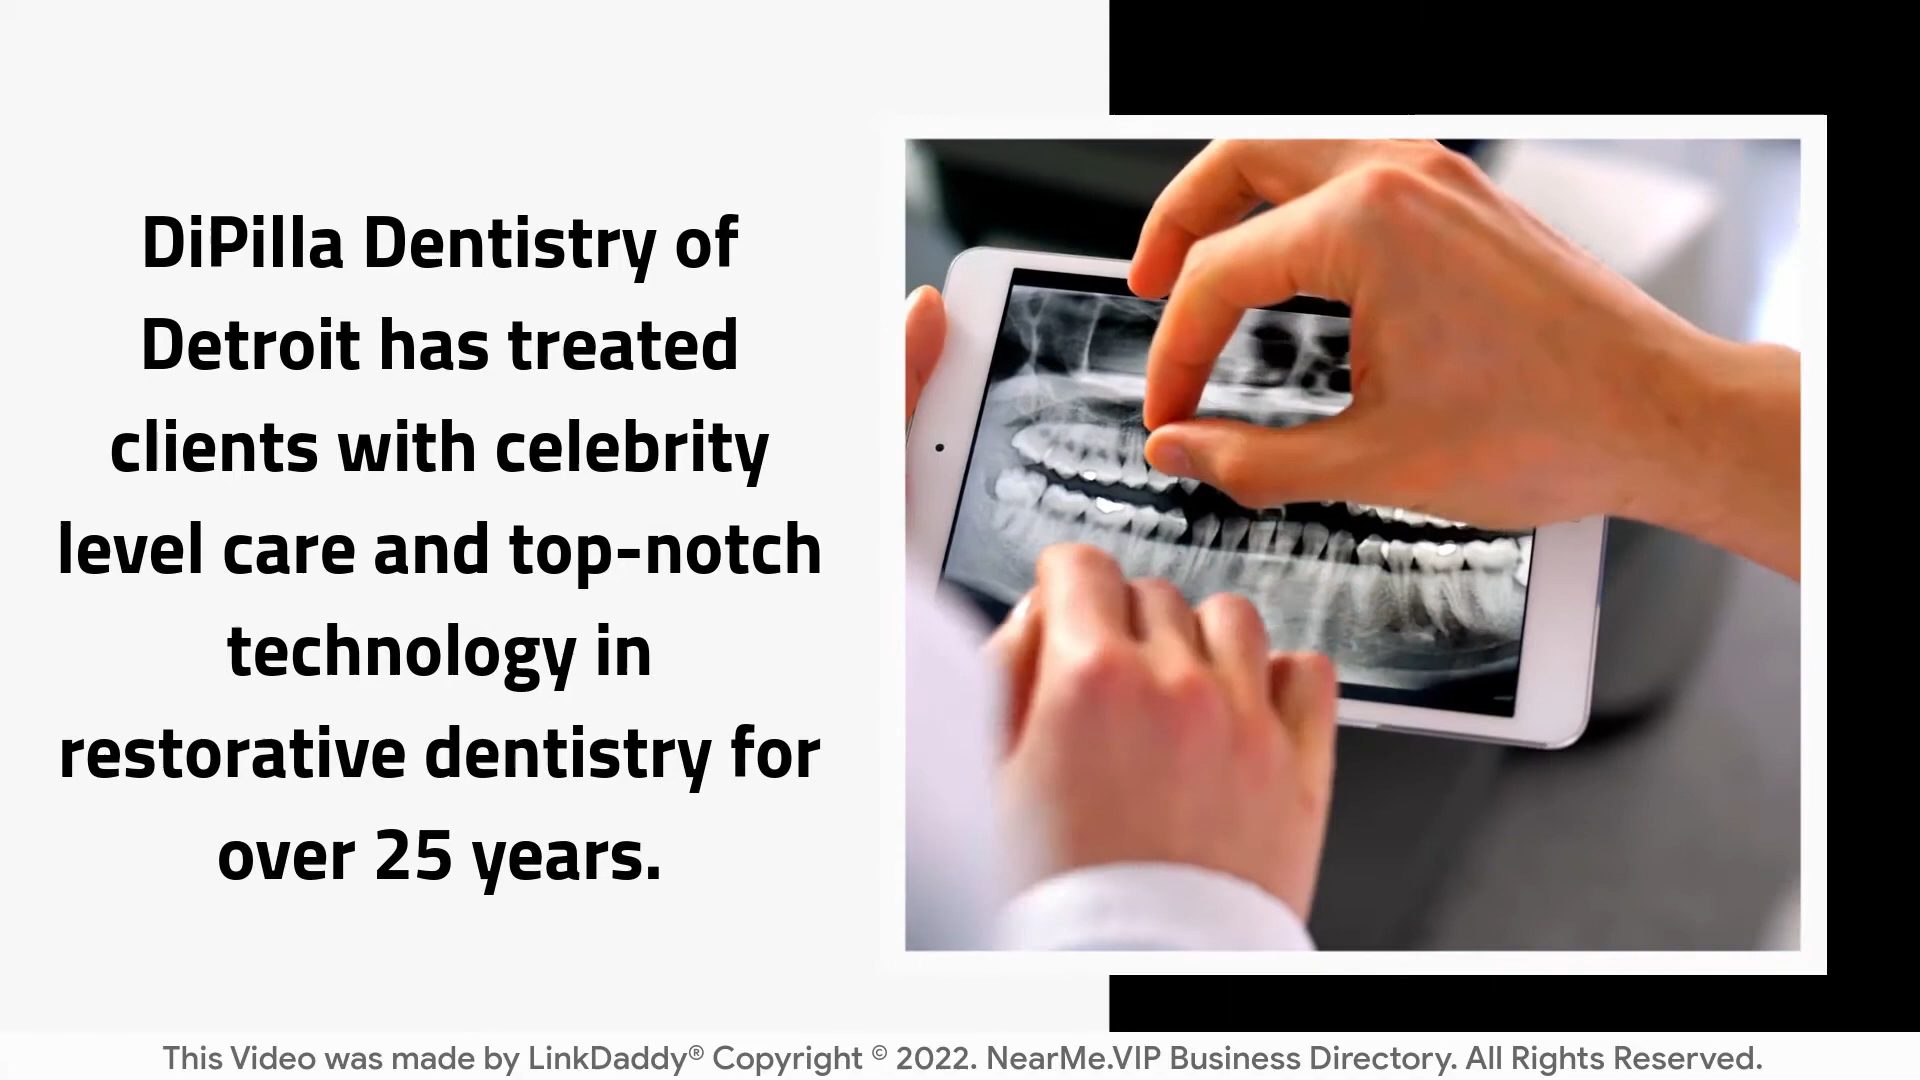 DiPilla Dentistry of
Detroit has treated
clients with celebrity
level care and top-notch
technology in
restorative dentistry for
over 25 years.
This Video was made by LinkDaddy® Copyright © 2022. NearMe.VIP Business Directory. All Rights Reserved.